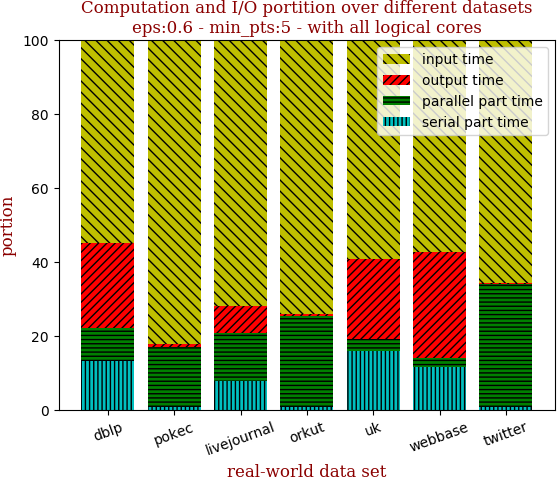 Computation and I/O portition over different datasets
eps:0.6 - min_pts:5 - with all logical cores
100
80
60
40
20
0
portion
input time
output time
parallel part time
serial part time
dblp
pokec
livejournal
orkut
uk
webbase
twitter
real-world data set